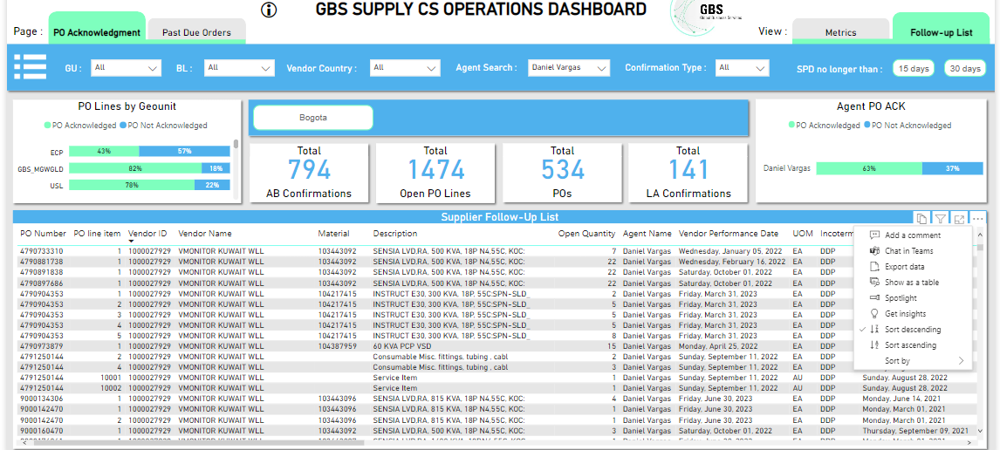 GBS SUPPLY CS OPERATIONS DASHBOARD
GBS
Global Business Services
Page : PO Acknowledgment Past Due Orders View : Metrics Follow-up List
GU : All BL : All Vendor Country : All Agent Search : Daniel Vargas Confirmation Type : All SPD no longer than : 15 days 30 days
PO Lines by Geounit
PO Acknowledged PO Not Acknowledged
ECP 43% 57%
GBS_MGWGLD 82% 18%
USL 78% 22%
Bogota
Total
794
AB Confirmations
Total
1474
Open PO Lines
Total
534
POs
Total
141
LA Confirmations
Agent PO ACK
PO Acknowledged PO Not Acknowledged
Daniel Vargas 63% 37%
Supplier Follow-Up List
PO Number PO line item Vendor ID Vendor Name Material Description Open Quantity Agent Name Vendor Performance Date UOM Incoterm
4790733310 1 1000027929 VMONITOR KUWAIT WLL 103443092 SENSIA LVD,RA, 500 KVA, 18P N4,55C, KOC: 7 Daniel Vargas Wednesday, January 05, 2022 EA DDP
4790881738 1 1000027929 VMONITOR KUWAIT WLL 103443092 SENSIA LVD,RA, 500 KVA, 18P N4,55C, KOC: 22 Daniel Vargas Wednesday, February 16, 2022 EA DDP
4790891838 1 1000027929 VMONITOR KUWAIT WLL 103443092 SENSIA LVD,RA, 500 KVA, 18P N4,55C, KOC: 22 Daniel Vargas Saturday, October 01, 2022 EA DDP
4790897686 1 1000027929 VMONITOR KUWAIT WLL 103443092 SENSIA LVD,RA, 500 KVA, 18P N4,55C, KOC: 22 Daniel Vargas Saturday, October 01, 2022 EA DDP
4790904353 1 1000027929 VMONITOR KUWAIT WLL 104217415 INSTRUCT E30, 300 KVA, 18P, 55C:SPN-SLD_ 2 Daniel Vargas Friday, March 31, 2023 EA DDP
4790904353 2 1000027929 VMONITOR KUWAIT WLL 104217415 INSTRUCT E30, 300 KVA, 18P, 55C:SPN-SLD_ 5 Daniel Vargas Friday, March 31, 2023 EA DDP
4790904353 3 1000027929 VMONITOR KUWAIT WLL 104217415 INSTRUCT E30, 300 KVA, 18P, 55C:SPN-SLD_ 5 Daniel Vargas Friday, March 31, 2023 EA DDP
4790904353 4 1000027929 VMONITOR KUWAIT WLL 104217415 INSTRUCT E30, 300 KVA, 18P, 55C:SPN-SLD_ 5 Daniel Vargas Friday, March 31, 2023 EA DDP
4790904353 5 1000027929 VMONITOR KUWAIT WLL 104217415 INSTRUCT E30, 300 KVA, 18P, 55C:SPN-SLD_ 8 Daniel Vargas Friday, March 31, 2023 EA DDP
4790973879 1 1000027929 VMONITOR KUWAIT WLL 104387959 60 KVA PCP VSD 15 Daniel Vargas Monday, April 25, 2022 EA DDP
4791250144 2 1000027929 VMONITOR KUWAIT WLL Consumable Misc. fittings, tubing , cabl 2 Daniel Vargas Sunday, September 11, 2022 EA DDP
4791250144 4 1000027929 VMONITOR KUWAIT WLL Consumable Misc. fittings, tubing , cabl 3 Daniel Vargas Sunday, September 11, 2022 EA DDP
4791250144 10001 1000027929 VMONITOR KUWAIT WLL Service Item 1 Daniel Vargas Sunday, September 11, 2022 AU DDP Sunday, August 28, 2022
4791250144 10002 1000027929 VMONITOR KUWAIT WLL Service Item 1 Daniel Vargas Sunday, September 11, 2022 AU DDP Sunday, August 28, 2022
9000134306 1 1000027929 VMONITOR KUWAIT WLL 103443096 SENSIA LVD,RA, 815 KVA, 18P N4,55C, KOC: 4 Daniel Vargas Friday, June 30, 2023 EA DDP Monday, June 14, 2021
9000142470 1 1000027929 VMONITOR KUWAIT WLL 103443096 SENSIA LVD,RA, 815 KVA, 18P N4,55C, KOC: 1 Daniel Vargas Friday, June 30, 2023 EA DDP Monday, March 01, 2021
9000142470 2 1000027929 VMONITOR KUWAIT WLL 103443096 SENSIA LVD,RA, 815 KVA, 18P N4,55C, KOC: 1 Daniel Vargas Friday, June 30, 2023 EA DDP Monday, March 01, 2021
9000160470 1 1000027929 VMONITOR KUWAIT WLL 103443092 SENSIA LVD,RA, 500 KVA, 18P N4,55C, KOC: 3 Daniel Vargas Saturday, October 01, 2022 EA DDP Thursday, September 09, 2021
Add a comment
Chat in Teams
Export data
Show as a table
Spotlight
Get insights
Sort descending
Sort ascending
Sort by